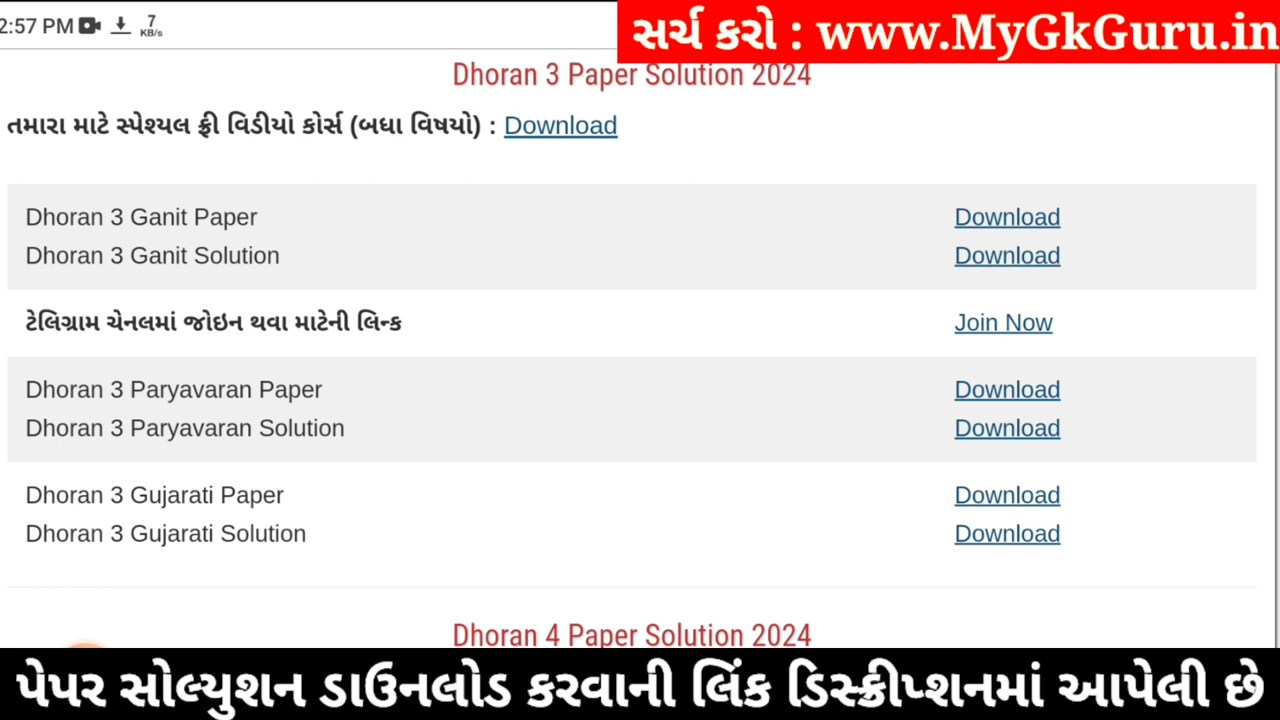 2:57 PM 7 KB/s
સર્ચ કરો : www.MyGkGuru.in
Dhoran 3 Paper Solution 2024
તમારા માટે સ્પેશ્યલ ફ્રી વિડીયો કોર્સ (બધા વિષયો) : Download
Dhoran 3 Ganit Paper Download
Dhoran 3 Ganit Solution Download
ટેલિગ્રામ ચેનલમાં જોઇન થવા માટેની લિન્ક Join Now
Dhoran 3 Paryavaran Paper Download
Dhoran 3 Paryavaran Solution Download
Dhoran 3 Gujarati Paper Download
Dhoran 3 Gujarati Solution Download
Dhoran 4 Paper Solution 2024
પેપર સોલ્યુશન ડાઉનલોડ કરવાની લિંક ડિસ્ક્રીપ્શનમાં આપેલી છે